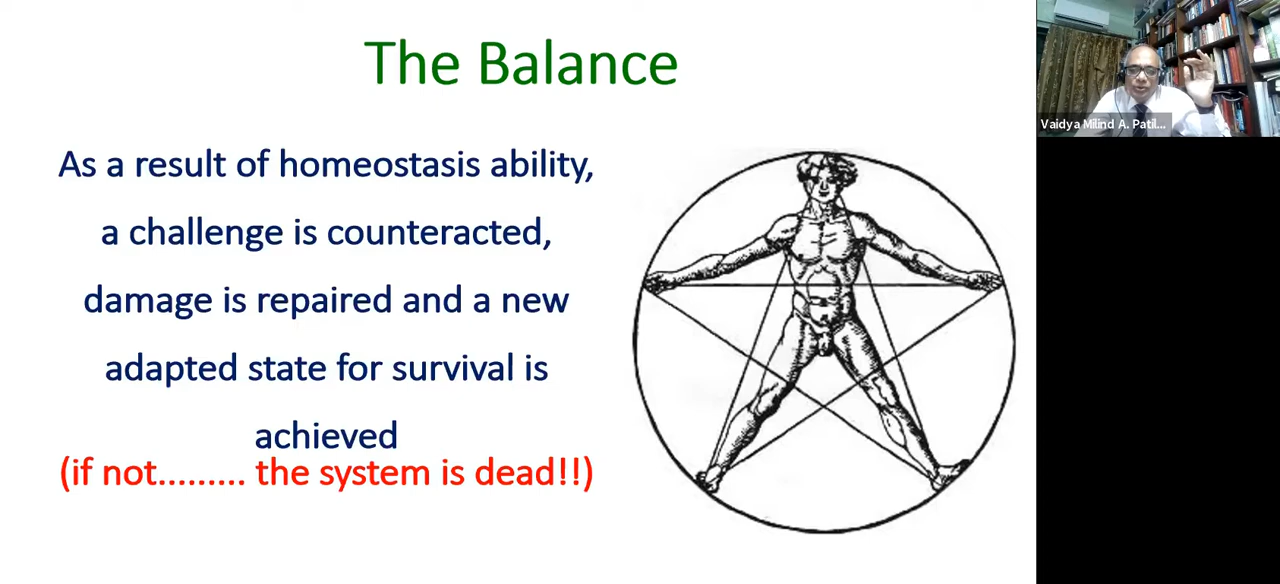 The Balance
As a result of homeostasis ability,
a challenge is counteracted,
damage is repaired and a new
adapted state for survival is
achieved
(if not......... the system is dead!!)
Vaidya Milind A. Patil...